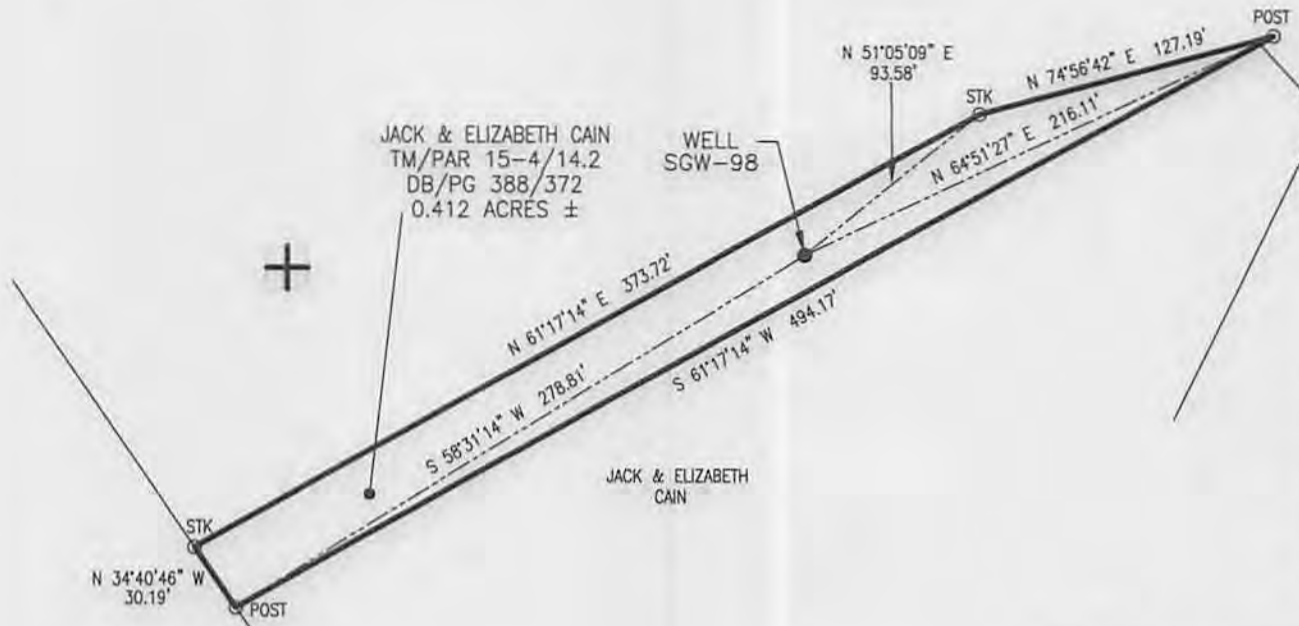 POST
N 51°05'09" E
93.58'
N 74°56'42" E 127.19'
STK
JACK & ELIZABETH CAIN
TM/PAR 15-4/14.2
DB/PG 388/372
0.412 ACRES ±
WELL
SGW-98
N 64°51'27" E 216.11'
N 61°17'14" E 373.72'
S 61°17'14" W 494.17'
S 58°31'14" W 278.81'
JACK & ELIZABETH
CAIN
STK
N 34°40'46" W
30.19'
POST